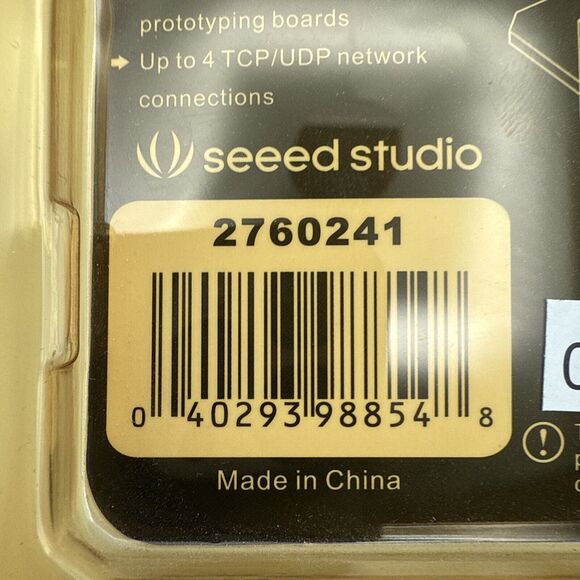 prototyping boards
➔ Up to 4 TCP/UDP network
connections
seeed studio
2760241
0 40293 98854 8
Made in China